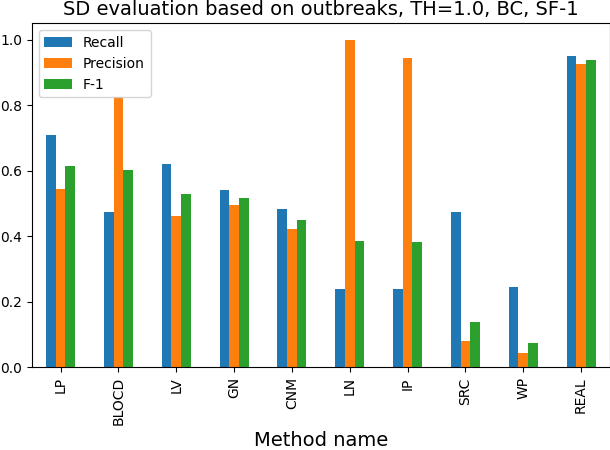 SD evaluation based on outbreaks, TH=1.0, BC, SF-1
1.0
0.8
0.6
0.4
0.2
0.0
Recall
Precision
F-1
LP
BLOCD
LV
GN
CNM
LN
IP
SRC
WP
REAL
Method name